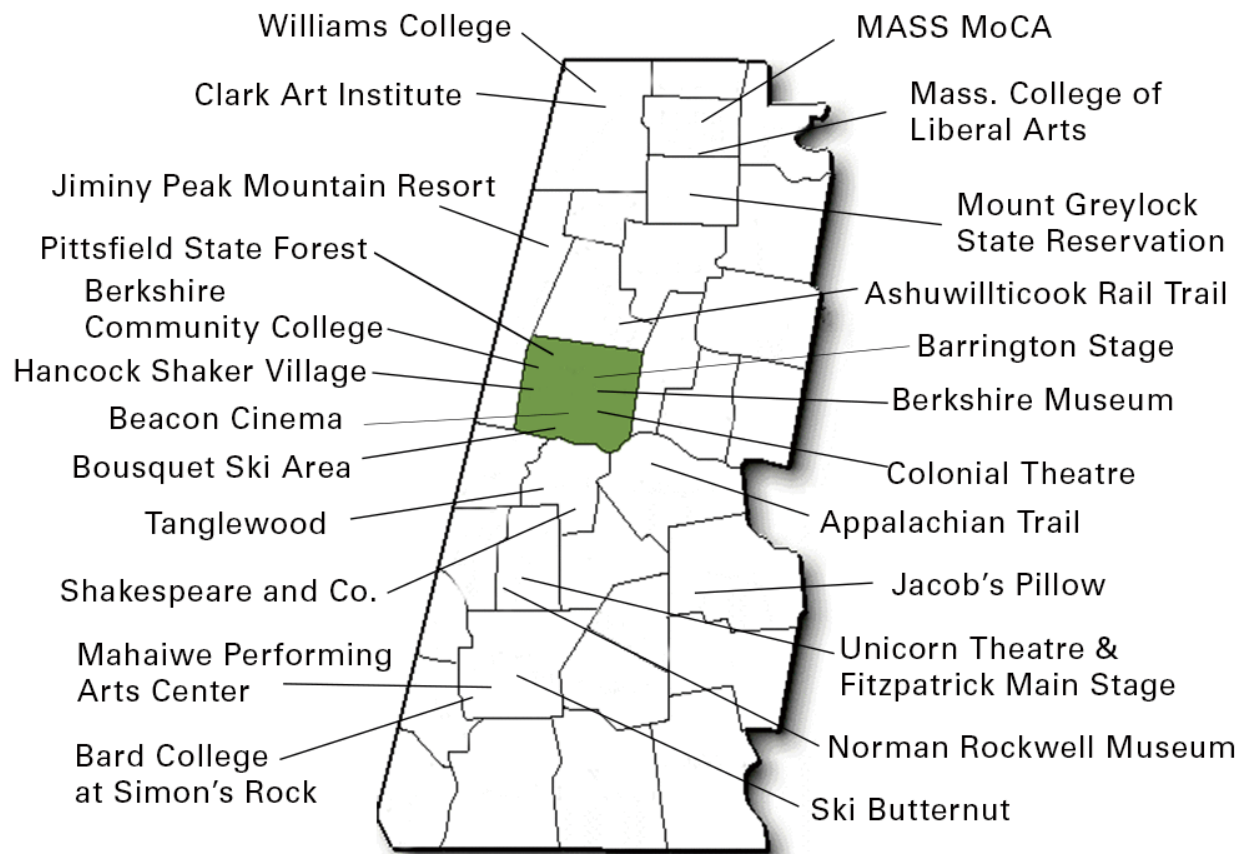 Williams College
MASS MoCA
Clark Art Institute
Mass. College of
Liberal Arts
Jiminy Peak Mountain Resort
Mount Greylock
State Reservation
Pittsfield State Forest
Berkshire
Community College
Ashuwillticook Rail Trail
Barrington Stage
Hancock Shaker Village
Berkshire Museum
Beacon Cinema
Bousquet Ski Area
Colonial Theatre
Tanglewood
Appalachian Trail
Shakespeare and Co.
Jacob's Pillow
Mahaiwe Performing
Arts Center
Unicorn Theatre &
Fitzpatrick Main Stage
Bard College
at Simon's Rock
Norman Rockwell Museum
Ski Butternut